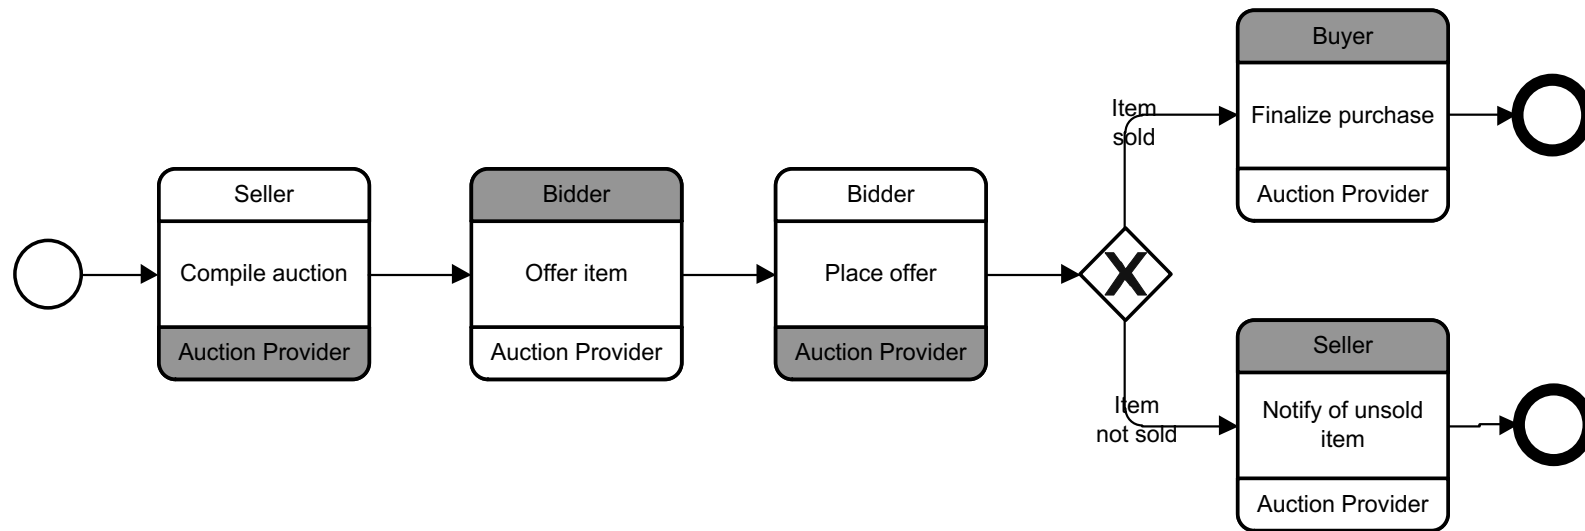 Seller
Compile auction
Auction Provider
Bidder
Offer item
Auction Provider
Bidder
Place offer
Auction Provider
X
Item
sold
Buyer
Finalize purchase
Auction Provider
Item
not sold
Seller
Notify of unsold
item
Auction Provider